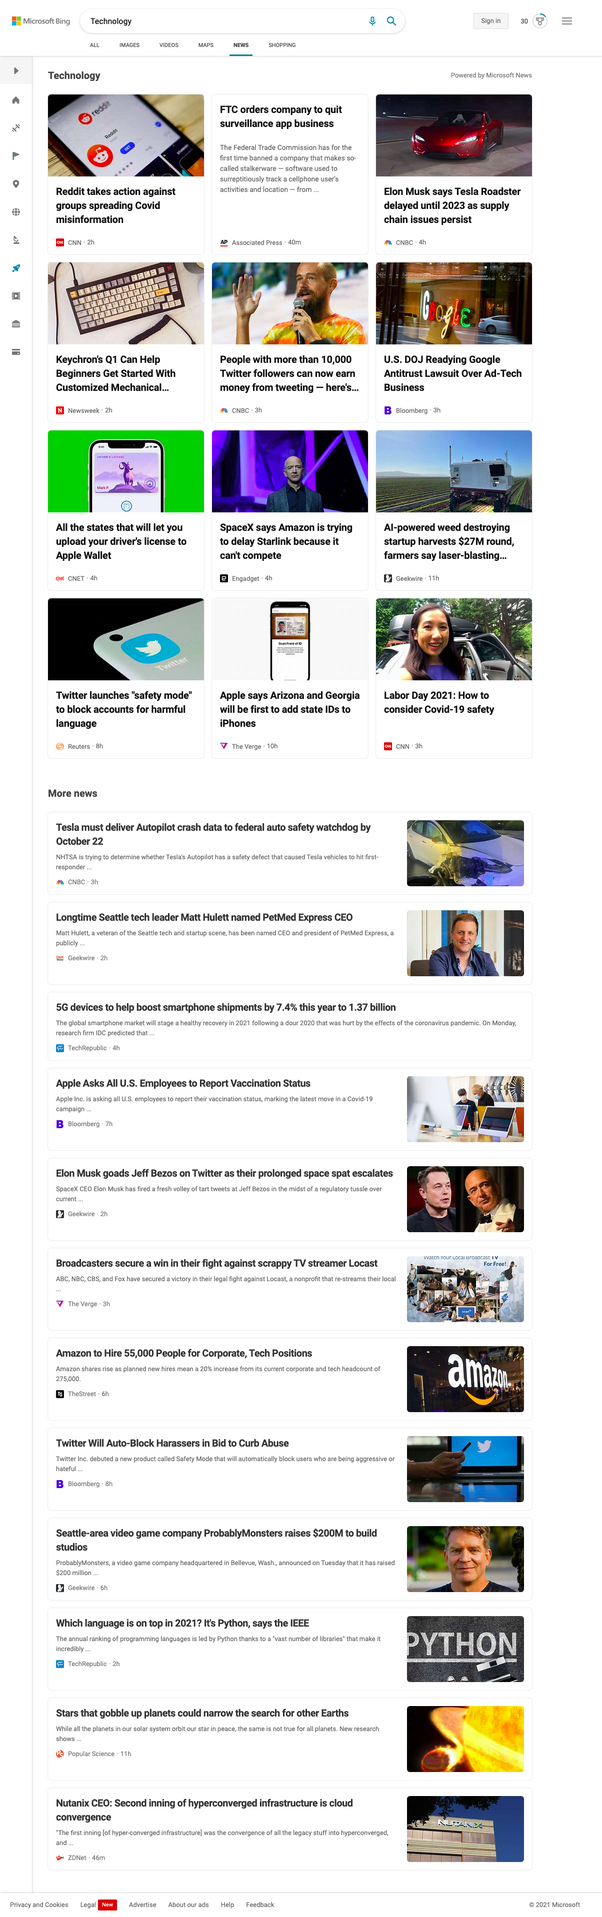 Microsoft Bing
Technology
Sign in
30
ALL
IMAGES
VIDEOS
MAPS
NEWS
SHOPPING
Technology
Powered by Microsoft News
reddit
Reddit
Reddit takes action against
groups spreading Covid
misinformation
CNN · 2h
FTC orders company to quit
surveillance app business
The Federal Trade Commission has for the
first time banned a company that makes so-
called stalkerware — software used to
surreptitiously track a cellphone user's
activities and location — from ...
AP Associated Press · 40m
Elon Musk says Tesla Roadster
delayed until 2023 as supply
chain issues persist
CNBC · 4h
Keychron's Q1 Can Help
Beginners Get Started With
Customized Mechanical...
Newsweek · 2h
People with more than 10,000
Twitter followers can now earn
money from tweeting — here's...
CNBC · 3h
Google
U.S. DOJ Readying Google
Antitrust Lawsuit Over Ad-Tech
Business
Bloomberg · 3h
All the states that will let you
upload your driver's license to
Apple Wallet
CNET · 4h
SpaceX says Amazon is trying
to delay Starlink because it
can't compete
Engadget · 4h
AI-powered weed destroying
startup harvests $27M round,
farmers say laser-blasting...
Geekwire · 11h
Twitter
Twitter launches "safety mode"
to block accounts for harmful
language
Reuters · 8h
Apple says Arizona and Georgia
will be first to add state IDs to
iPhones
The Verge · 10h
Labor Day 2021: How to
consider Covid-19 safety
CNN · 3h
More news
Tesla must deliver Autopilot crash data to federal auto safety watchdog by
October 22
NHTSA is trying to determine whether Tesla's Autopilot has a safety defect that caused Tesla vehicles to hit first-
responder ...
CNBC · 3h
Longtime Seattle tech leader Matt Hulett named PetMed Express CEO
Matt Hulett, a veteran of the Seattle tech and startup scene, has been named CEO and president of PetMed Express, a
publicly ...
Geekwire · 2h
5G devices to help boost smartphone shipments by 7.4% this year to 1.37 billion
The global smartphone market will stage a healthy recovery in 2021 following a dour 2020 that was hurt by the effects of the coronavirus pandemic. On Monday,
research firm IDC predicted that ...
TechRepublic · 4h
Apple Asks All U.S. Employees to Report Vaccination Status
Apple Inc. is asking all U.S. employees to report their vaccination status, marking the latest move in a Covid-19
campaign ...
Bloomberg · 7h
Elon Musk goads Jeff Bezos on Twitter as their prolonged space spat escalates
SpaceX CEO Elon Musk has fired a fresh volley of tart tweets at Jeff Bezos in the midst of a regulatory tussle over
current ...
Geekwire · 2h
Broadcasters secure a win in their fight against scrappy TV streamer Locast
ABC, NBC, CBS, and Fox have secured a victory in their legal fight against Locast, a nonprofit that re-streams their local
...
The Verge · 3h
Watch Your Local Broadcast TV
For Free!
Amazon to Hire 55,000 People for Corporate, Tech Positions
Amazon shares rise as planned new hires mean a 20% increase from its current corporate and tech headcount of
275,000.
TheStreet · 6h
amazon
Twitter Will Auto-Block Harassers in Bid to Curb Abuse
Twitter Inc. debuted a new product called Safety Mode that will automatically block users who are being aggressive or
hateful ...
Bloomberg · 8h
Seattle-area video game company ProbablyMonsters raises $200M to build
studios
ProbablyMonsters, a video game company headquartered in Bellevue, Wash., announced on Tuesday that it has raised
$200 million ...
Geekwire · 6h
Which language is on top in 2021? It's Python, says the IEEE
The annual ranking of programming languages is led by Python thanks to a "vast number of libraries" that make it
incredibly ...
TechRepublic · 2h
PYTHON
Stars that gobble up planets could narrow the search for other Earths
While all the planets in our solar system orbit our star in peace, the same is not true for all planets. New research
shows ...
Popular Science · 11h
Nutanix CEO: Second inning of hyperconverged infrastructure is cloud
convergence
"The first inning [of hyper-converged infrastructure] was the convergence of all the legacy stuff into hyperconverged,
and ...
ZDNet · 46m
NUTANIX
Privacy and Cookies
Legal
New
Advertise
About our ads
Help
Feedback
© 2021 Microsoft